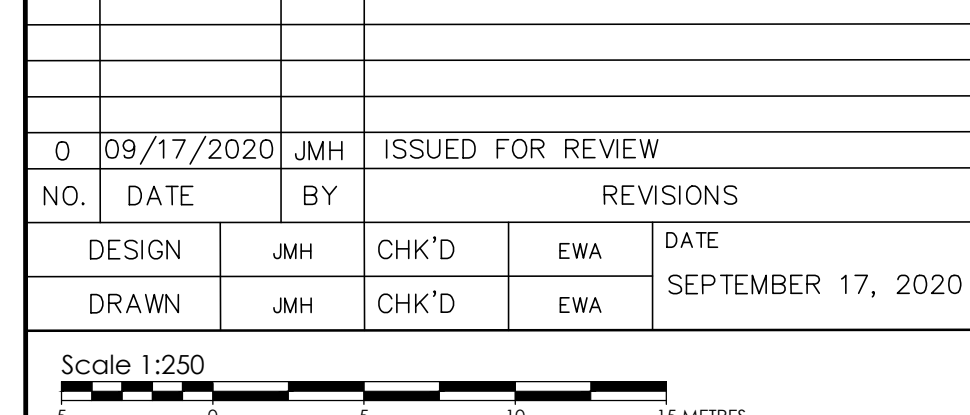 0 09/17/2020 JMH ISSUED FOR REVIEW
NO. DATE BY REVISIONS
DESIGN JMH CHK'D EWA DATE
SEPTEMBER 17, 2020
DRAWN JMH CHK'D EWA
Scale 1:250
5 0 5 10 15 METRES